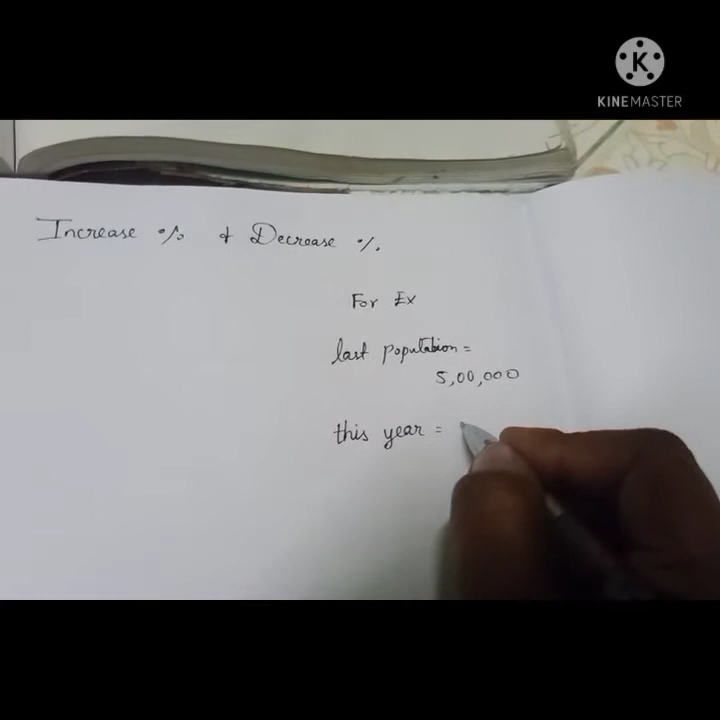 KINEMASTER
Increase % & Decrease %.
For Ex
last population =
5,00,000
this year =